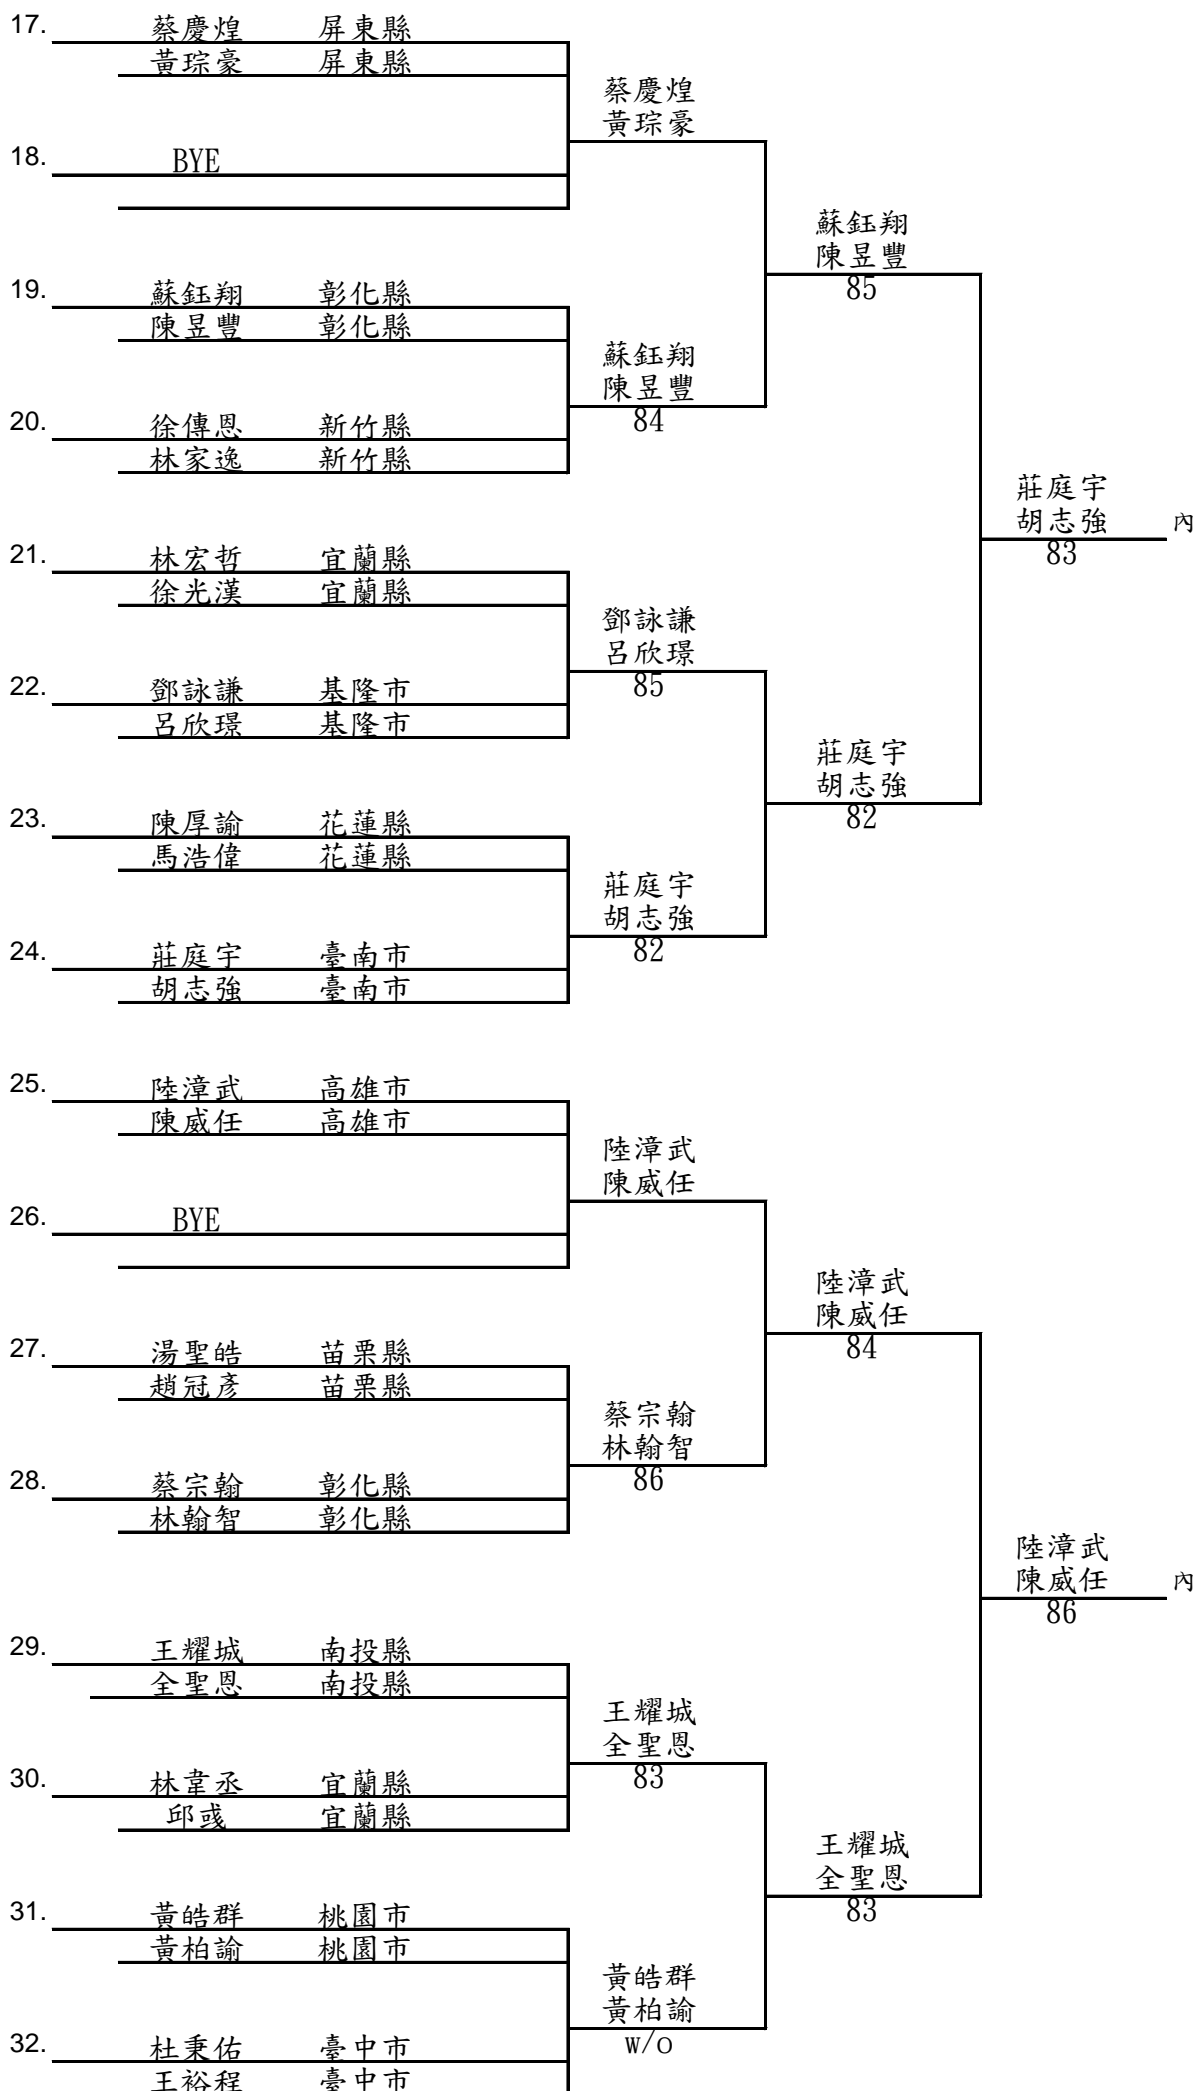 17. 蔡慶煌 屏東縣
黃琮豪 屏東縣
蔡慶煌
黃琮豪
18. BYE
蘇鈺翔
陳昱豐
85
19. 蘇鈺翔 彰化縣
陳昱豐 彰化縣
蘇鈺翔
陳昱豐
84
20. 徐傳恩 新竹縣
林家逸 新竹縣
莊庭宇
胡志強 內
83
21. 林宏哲 宜蘭縣
徐光漢 宜蘭縣
鄧詠謙
呂欣璟
85
22. 鄧詠謙 基隆市
呂欣璟 基隆市
莊庭宇
胡志強
82
23. 陳厚諭 花蓮縣
馬浩偉 花蓮縣
莊庭宇
胡志強
82
24. 莊庭宇 臺南市
胡志強 臺南市
25. 陸漳武 高雄市
陳威任 高雄市
陸漳武
陳威任
26. BYE
陸漳武
陳威任
84
27. 湯聖皓 苗栗縣
趙冠彥 苗栗縣
蔡宗翰
林翰智
86
28. 蔡宗翰 彰化縣
林翰智 彰化縣
陸漳武
陳威任 內
86
29. 王耀城 南投縣
全聖恩 南投縣
王耀城
全聖恩
83
30. 林韋丞 宜蘭縣
邱彧 宜蘭縣
王耀城
全聖恩
83
31. 黃皓群 桃園市
黃柏諭 桃園市
黃皓群
黃柏諭
w/o
32. 杜秉佑 臺中市
王裕程 臺中市